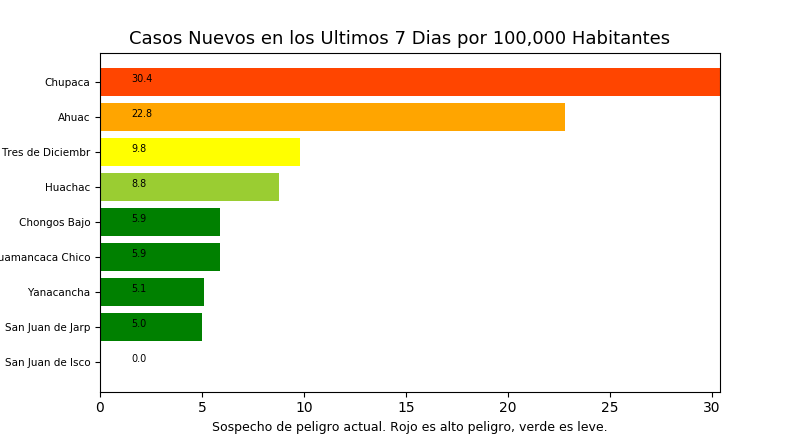 Casos Nuevos en los Ultimos 7 Dias por 100,000 Habitantes
Chupaca 30.4
Ahuac 22.8
Tres de Diciembr 9.8
Huachac 8.8
Chongos Bajo 5.9
uamancaca Chico 5.9
Yanacancha 5.1
San Juan de Jarp 5.0
San Juan de Isco 0.0
0 5 10 15 20 25 30
Sospecho de peligro actual. Rojo es alto peligro, verde es leve.